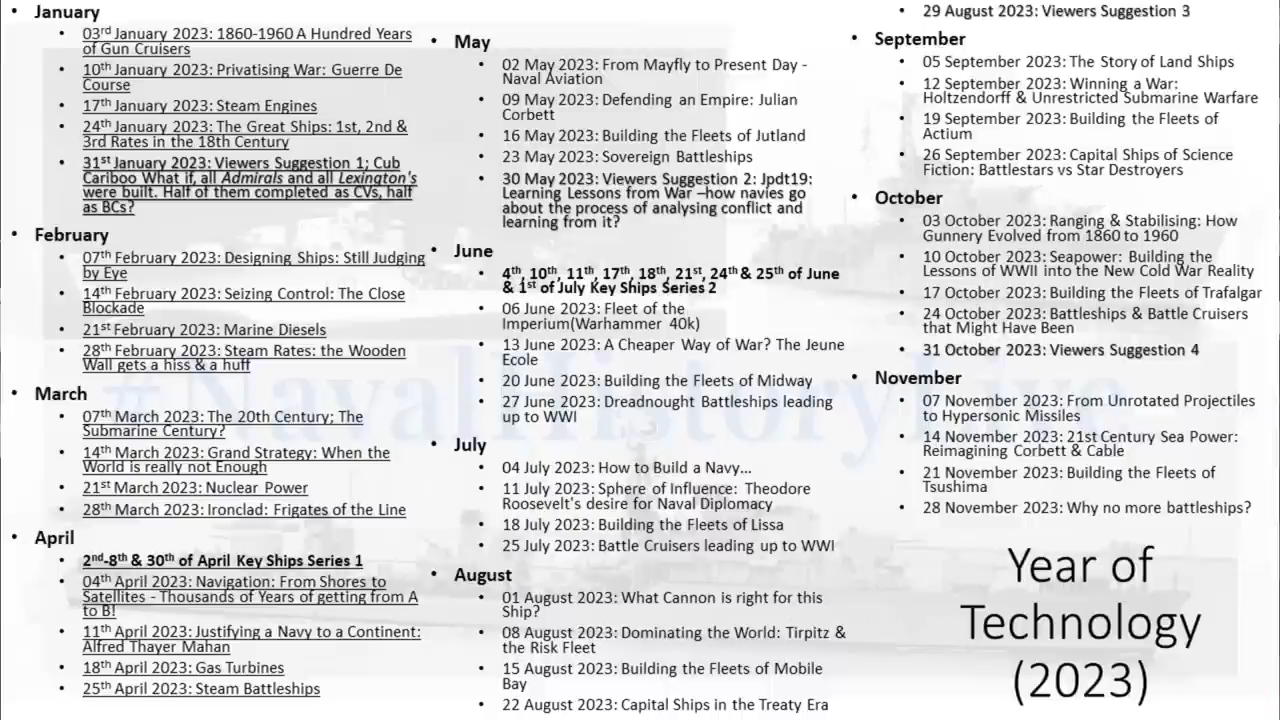 January
03rd January 2023: 1860-1960 A Hundred Years
of Gun Cruisers
10th January 2023: Privatising War: Guerre De
Course
17th January 2023: Steam Engines
24th January 2023: The Great Ships: 1st, 2nd &
3rd Rates in the 18th Century
31st January 2023: Viewers Suggestion 1; Cub
Cariboo What if, all Admirals and all Lexington's
were built. Half of them completed as CVs, half
as BCs?
February
07th February 2023: Designing Ships: Still Judging
by Eye
14th February 2023: Seizing Control: The Close
Blockade
21st February 2023: Marine Diesels
28th February 2023: Steam Rates: the Wooden
Wall gets a hiss & a huff
March
07th March 2023: The 20th Century; The
Submarine Century?
14th March 2023: Grand Strategy: When the
World is really not Enough
21st March 2023: Nuclear Power
28th March 2023: Ironclad: Frigates of the Line
April
2nd-8th & 30th of April Key Ships Series 1
04th April 2023: Navigation: From Shores to
Satellites - Thousands of Years of getting from A
to B!
11th April 2023: Justifying a Navy to a Continent:
Alfred Thayer Mahan
18th April 2023: Gas Turbines
25th April 2023: Steam Battleships
May
02 May 2023: From Mayfly to Present Day -
Naval Aviation
09 May 2023: Defending an Empire: Julian
Corbett
16 May 2023: Building the Fleets of Jutland
23 May 2023: Sovereign Battleships
30 May 2023: Viewers Suggestion 2: Jpdt19:
Learning Lessons from War –how navies go
about the process of analysing conflict and
learning from it?
June
4th, 10th, 11th, 17th, 18th, 21st, 24th & 25th of June
& 1st of July Key Ships Series 2
06 June 2023: Fleet of the
Imperium(Warhammer 40k)
13 June 2023: A Cheaper Way of War? The Jeune
Ecole
20 June 2023: Building the Fleets of Midway
27 June 2023: Dreadnought Battleships leading
up to WWI
July
04 July 2023: How to Build a Navy...
11 July 2023: Sphere of Influence: Theodore
Roosevelt's desire for Naval Diplomacy
18 July 2023: Building the Fleets of Lissa
25 July 2023: Battle Cruisers leading up to WWI
August
01 August 2023: What Cannon is right for this
Ship?
08 August 2023: Dominating the World: Tirpitz &
the Risk Fleet
15 August 2023: Building the Fleets of Mobile
Bay
22 August 2023: Capital Ships in the Treaty Era
29 August 2023: Viewers Suggestion 3
September
05 September 2023: The Story of Land Ships
12 September 2023: Winning a War:
Holtzendorff & Unrestricted Submarine Warfare
19 September 2023: Building the Fleets of
Actium
26 September 2023: Capital Ships of Science
Fiction: Battlestars vs Star Destroyers
October
03 October 2023: Ranging & Stabilising: How
Gunnery Evolved from 1860 to 1960
10 October 2023: Seapower: Building the
Lessons of WWII into the New Cold War Reality
17 October 2023: Building the Fleets of Trafalgar
24 October 2023: Battleships & Battle Cruisers
that Might Have Been
31 October 2023: Viewers Suggestion 4
November
07 November 2023: From Unrotated Projectiles
to Hypersonic Missiles
14 November 2023: 21st Century Sea Power:
Reimagining Corbett & Cable
21 November 2023: Building the Fleets of
Tsushima
28 November 2023: Why no more battleships?
Year of
Technology
(2023)
#NavalHistoryLive